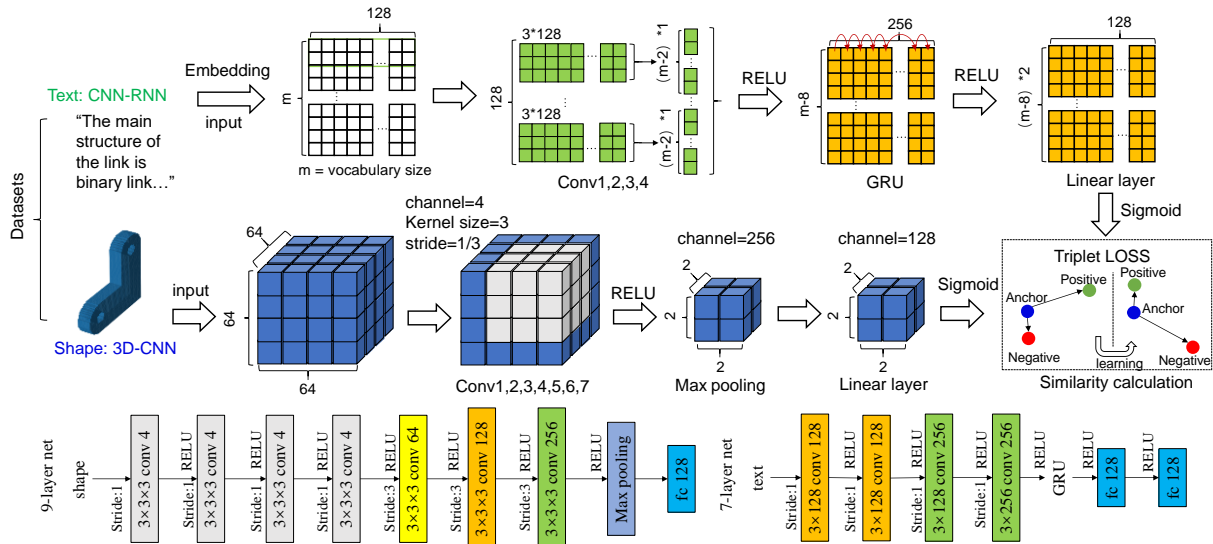 Datasets
Text: CNN-RNN
“The main
structure of
the link is
binary link…”
Shape: 3D-CNN
Embedding
input
128
m
m = vocabulary size
3*128
(m-2) *1
128
3*128
(m-2) *1
Conv1,2,3,4
RELU
256
m-8
GRU
RELU
128
(m-8) *2
Linear layer
Sigmoid
input
64
64
64
channel=4
Kernel size=3
stride=1/3
Conv1,2,3,4,5,6,7
RELU
channel=256
2
2
2
Max pooling
channel=128
2
2
2
Linear layer
Sigmoid
Triplet LOSS
Positive
Anchor
Negative
Positive
Anchor
learning
Negative
Similarity calculation
9-layer net
shape
Stride:1
3×3×3 conv 4
Stride:1 RELU
3×3×3 conv 4
Stride:1 RELU
3×3×3 conv 4
Stride:1 RELU
3×3×3 conv 4
Stride:3 RELU
3×3×3 conv 64
Stride:3 RELU
3×3×3 conv 128
Stride:3 RELU
3×3×3 conv 256
RELU
Max pooling
fc 128
7-layer net
text
Stride:1
3×128 conv 128
Stride:1 RELU
3×128 conv 128
Stride:1 RELU
3×128 conv 256
Stride:1 RELU
3×256 conv 256
RELU
GRU
RELU
fc 128
RELU
fc 128